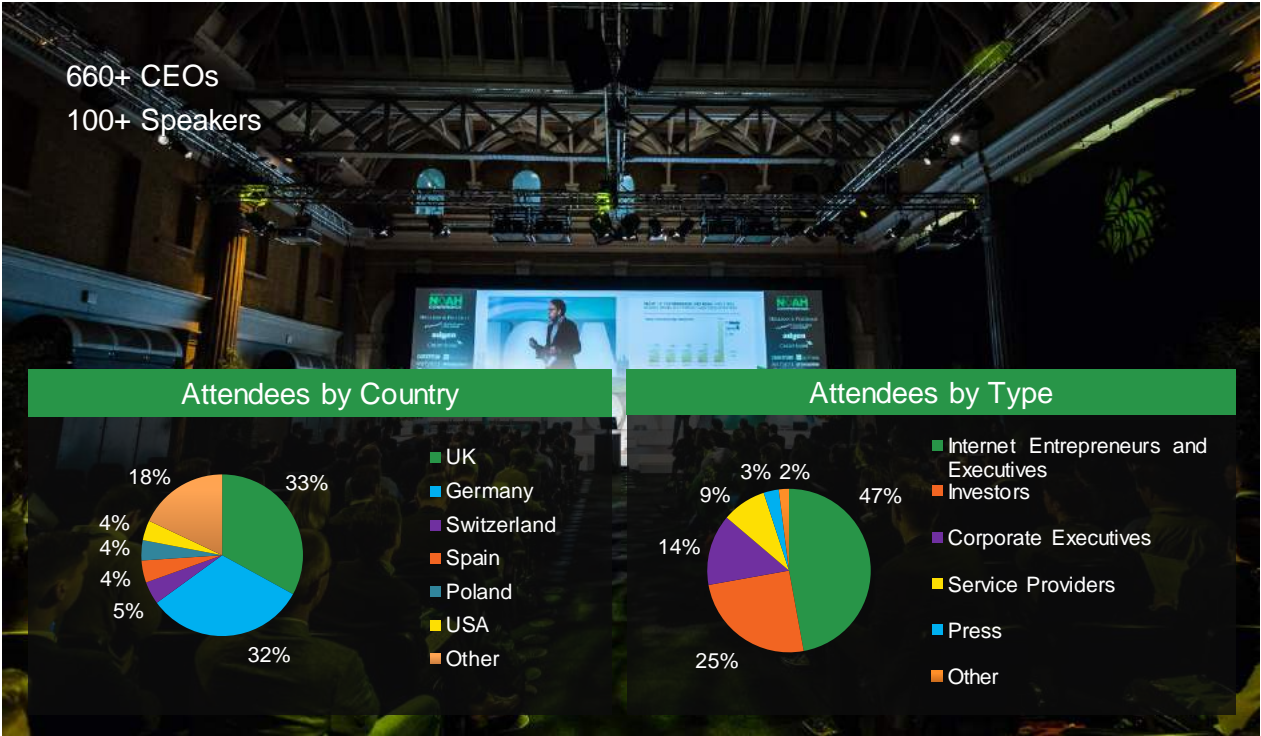 660+ CEOs
100+ Speakers
NOAH
NOAH
Attendees by Country
Attendees by Type
33%
32%
5%
4%
4%
4%
18%
UK
Germany
Switzerland
Spain
Poland
USA
Other
47%
25%
14%
9%
3%
2%
Internet Entrepreneurs and
Executives
Investors
Corporate Executives
Service Providers
Press
Other